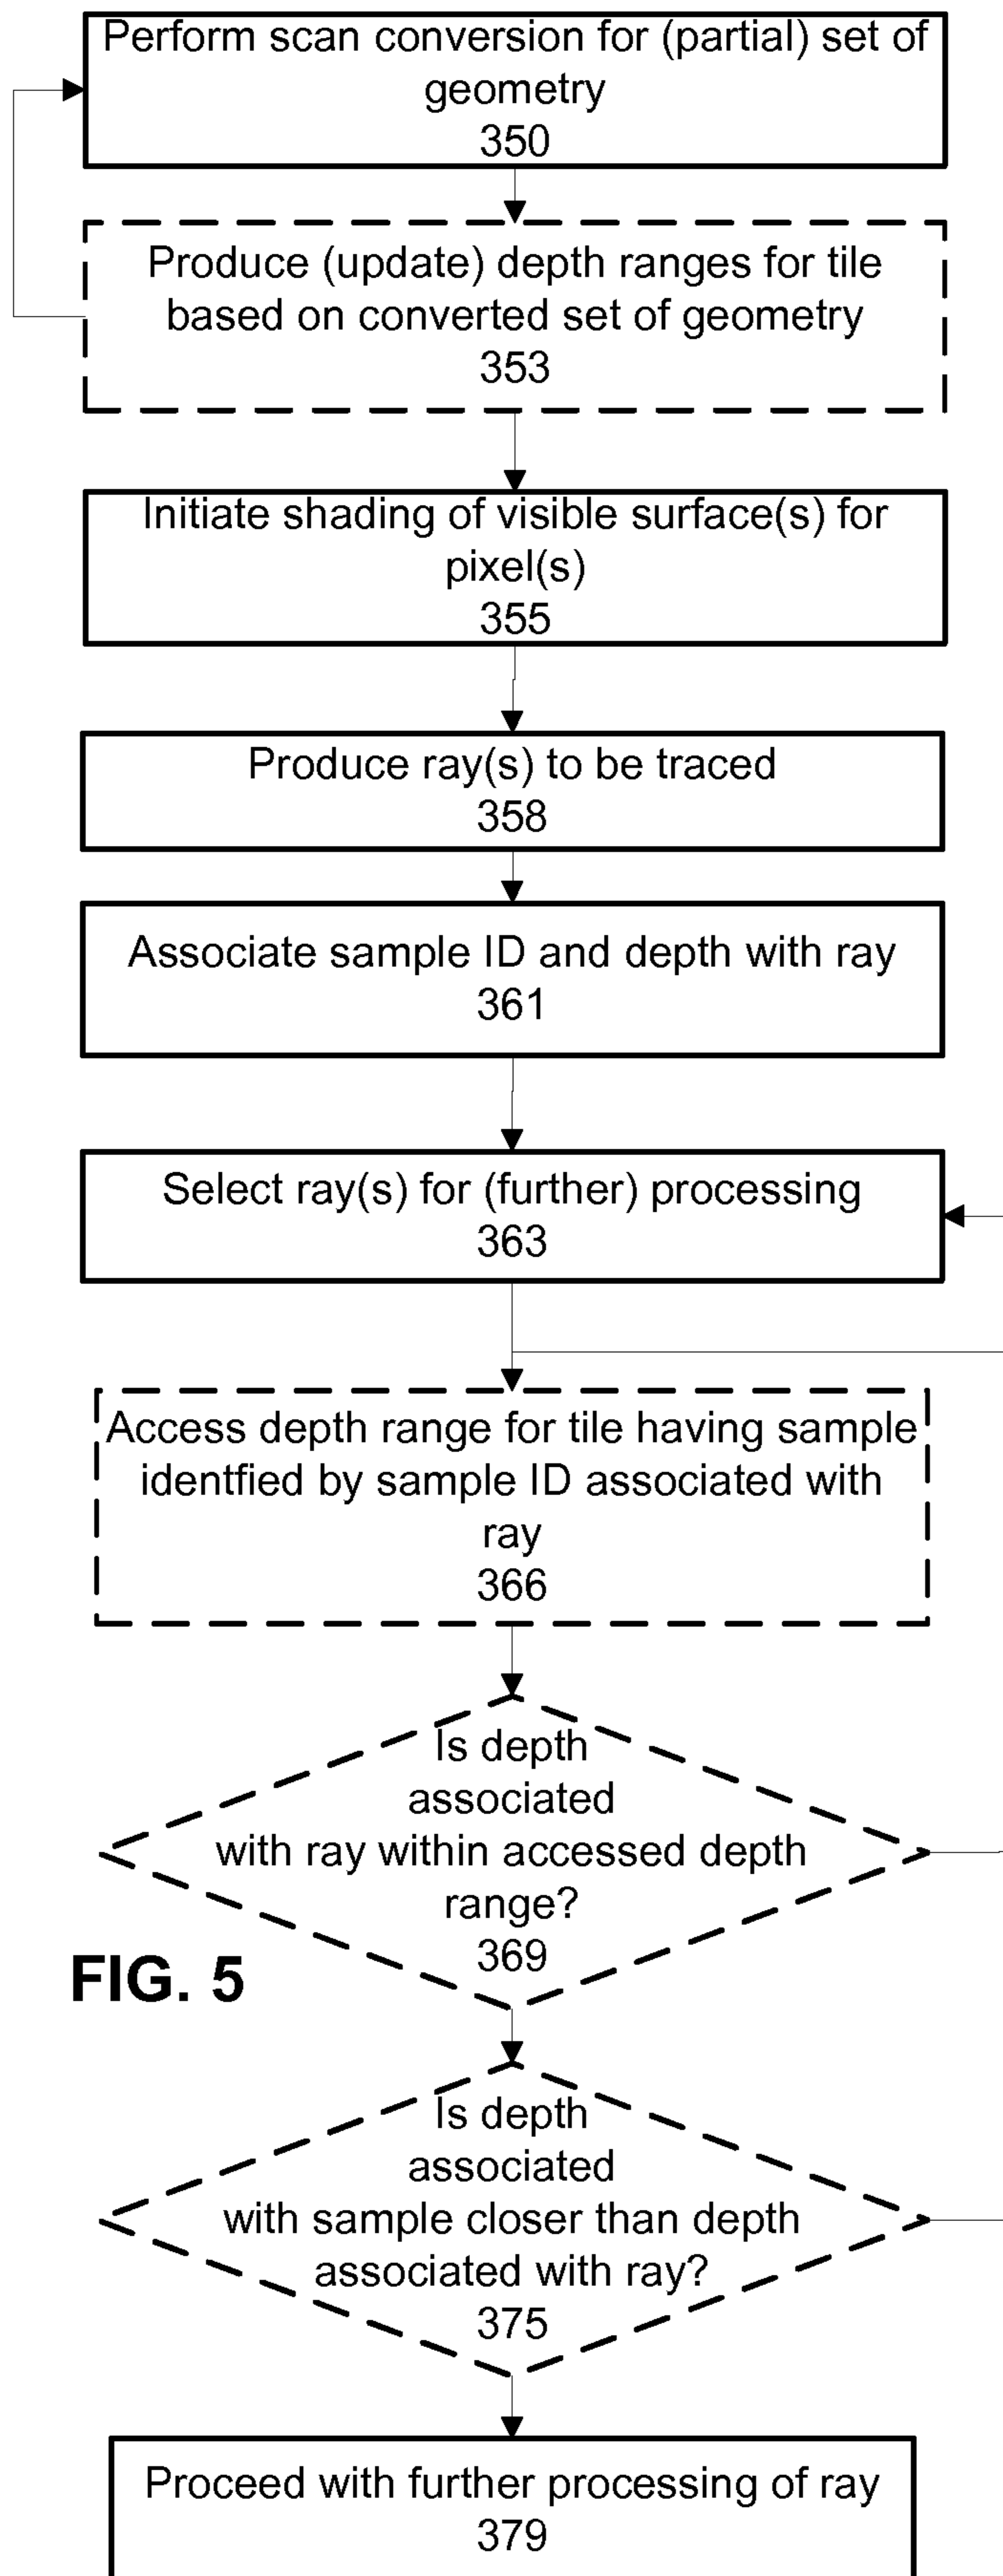 Perform scan conversion for (partial) set of
geometry
350
Produce (update) depth ranges for tile
based on converted set of geometry
353
Initiate shading of visible surface(s) for
pixel(s)
355
Produce ray(s) to be traced
358
Associate sample ID and depth with ray
361
Select ray(s) for (further) processing
363
Access depth range for tile having sample
identfied by sample ID associated with
ray
366
Is depth
associated
with ray within accessed depth
range?
369
FIG. 5
Is depth
associated
with sample closer than depth
associated with ray?
375
Proceed with further processing of ray
379